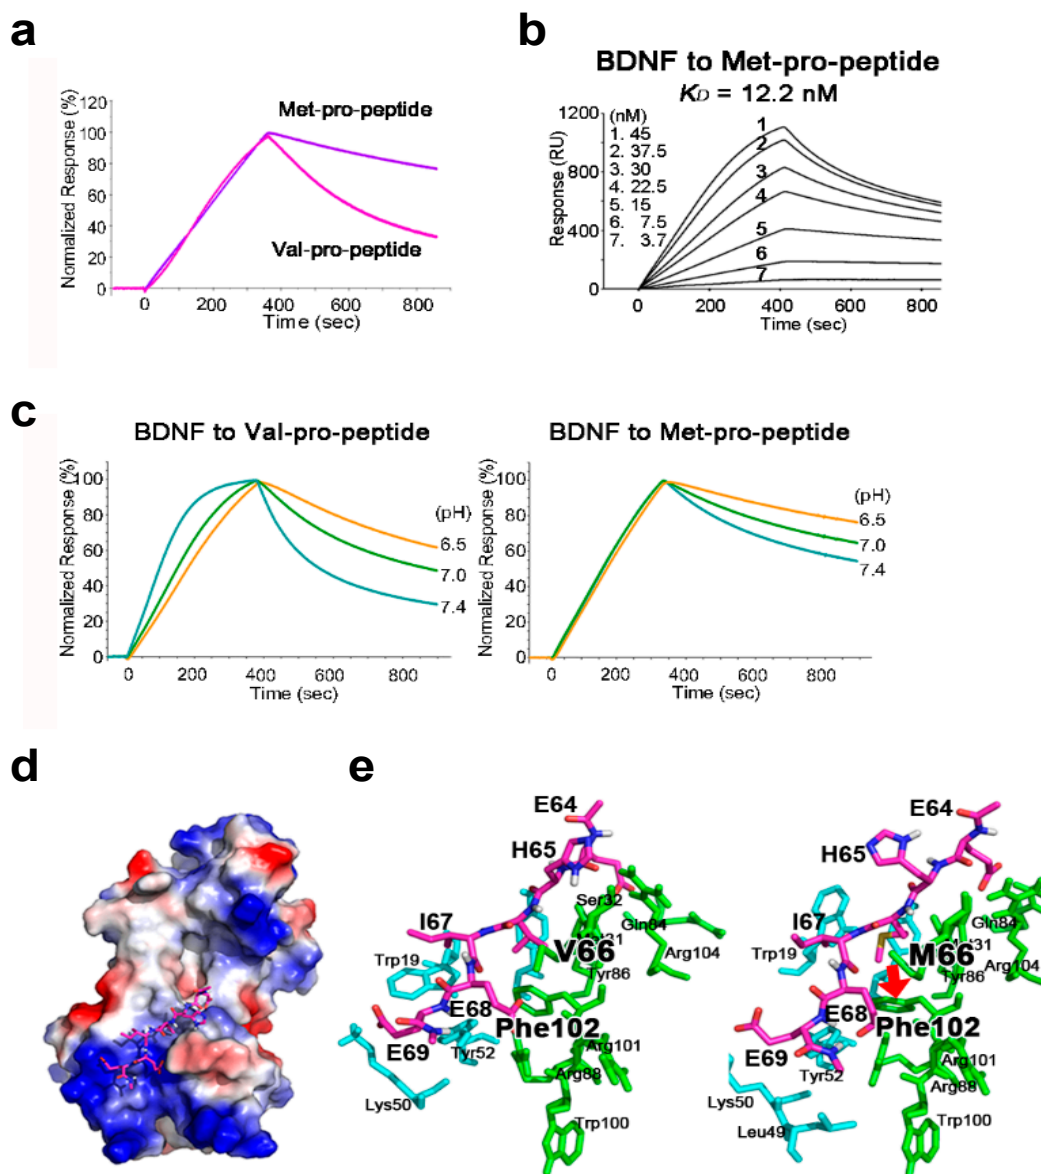 a
Normalized Response (%)
120
100
80
60
40
20
0
Met-pro-peptide
Val-pro-peptide
0 200 400 600 800
Time (sec)
b
BDNF to Met-pro-peptide
KD = 12.2 nM
Response (RU)
1200
800
400
0
(nM)
1. 45
2. 37.5
3. 30
4. 22.5
5. 15
6. 7.5
7. 3.7
1
2
3
4
5
6
7
0 200 400 600 800
Time (sec)
c
BDNF to Val-pro-peptide
Normalized Response (%)
100
80
60
40
20
0
(pH)
6.5
7.0
7.4
0 200 400 600 800
Time (sec)
BDNF to Met-pro-peptide
Normalized Response (%)
100
80
60
40
20
0
(pH)
6.5
7.0
7.4
0 200 400 600 800
Time (sec)
d
e
E64
H65
Ser32
I67
Gln84
V66
Trp19
Arg104
Tyr86
E68
Phe102
E69
Tyr52
Arg101
Arg88
Lys50
Trp100
E64
H65
I67
Gln84
M66
Trp19
Arg104
Tyr86
E68
Phe102
E69
Arg101
Tyr52
Arg88
Lys50
Trp100
Leu49